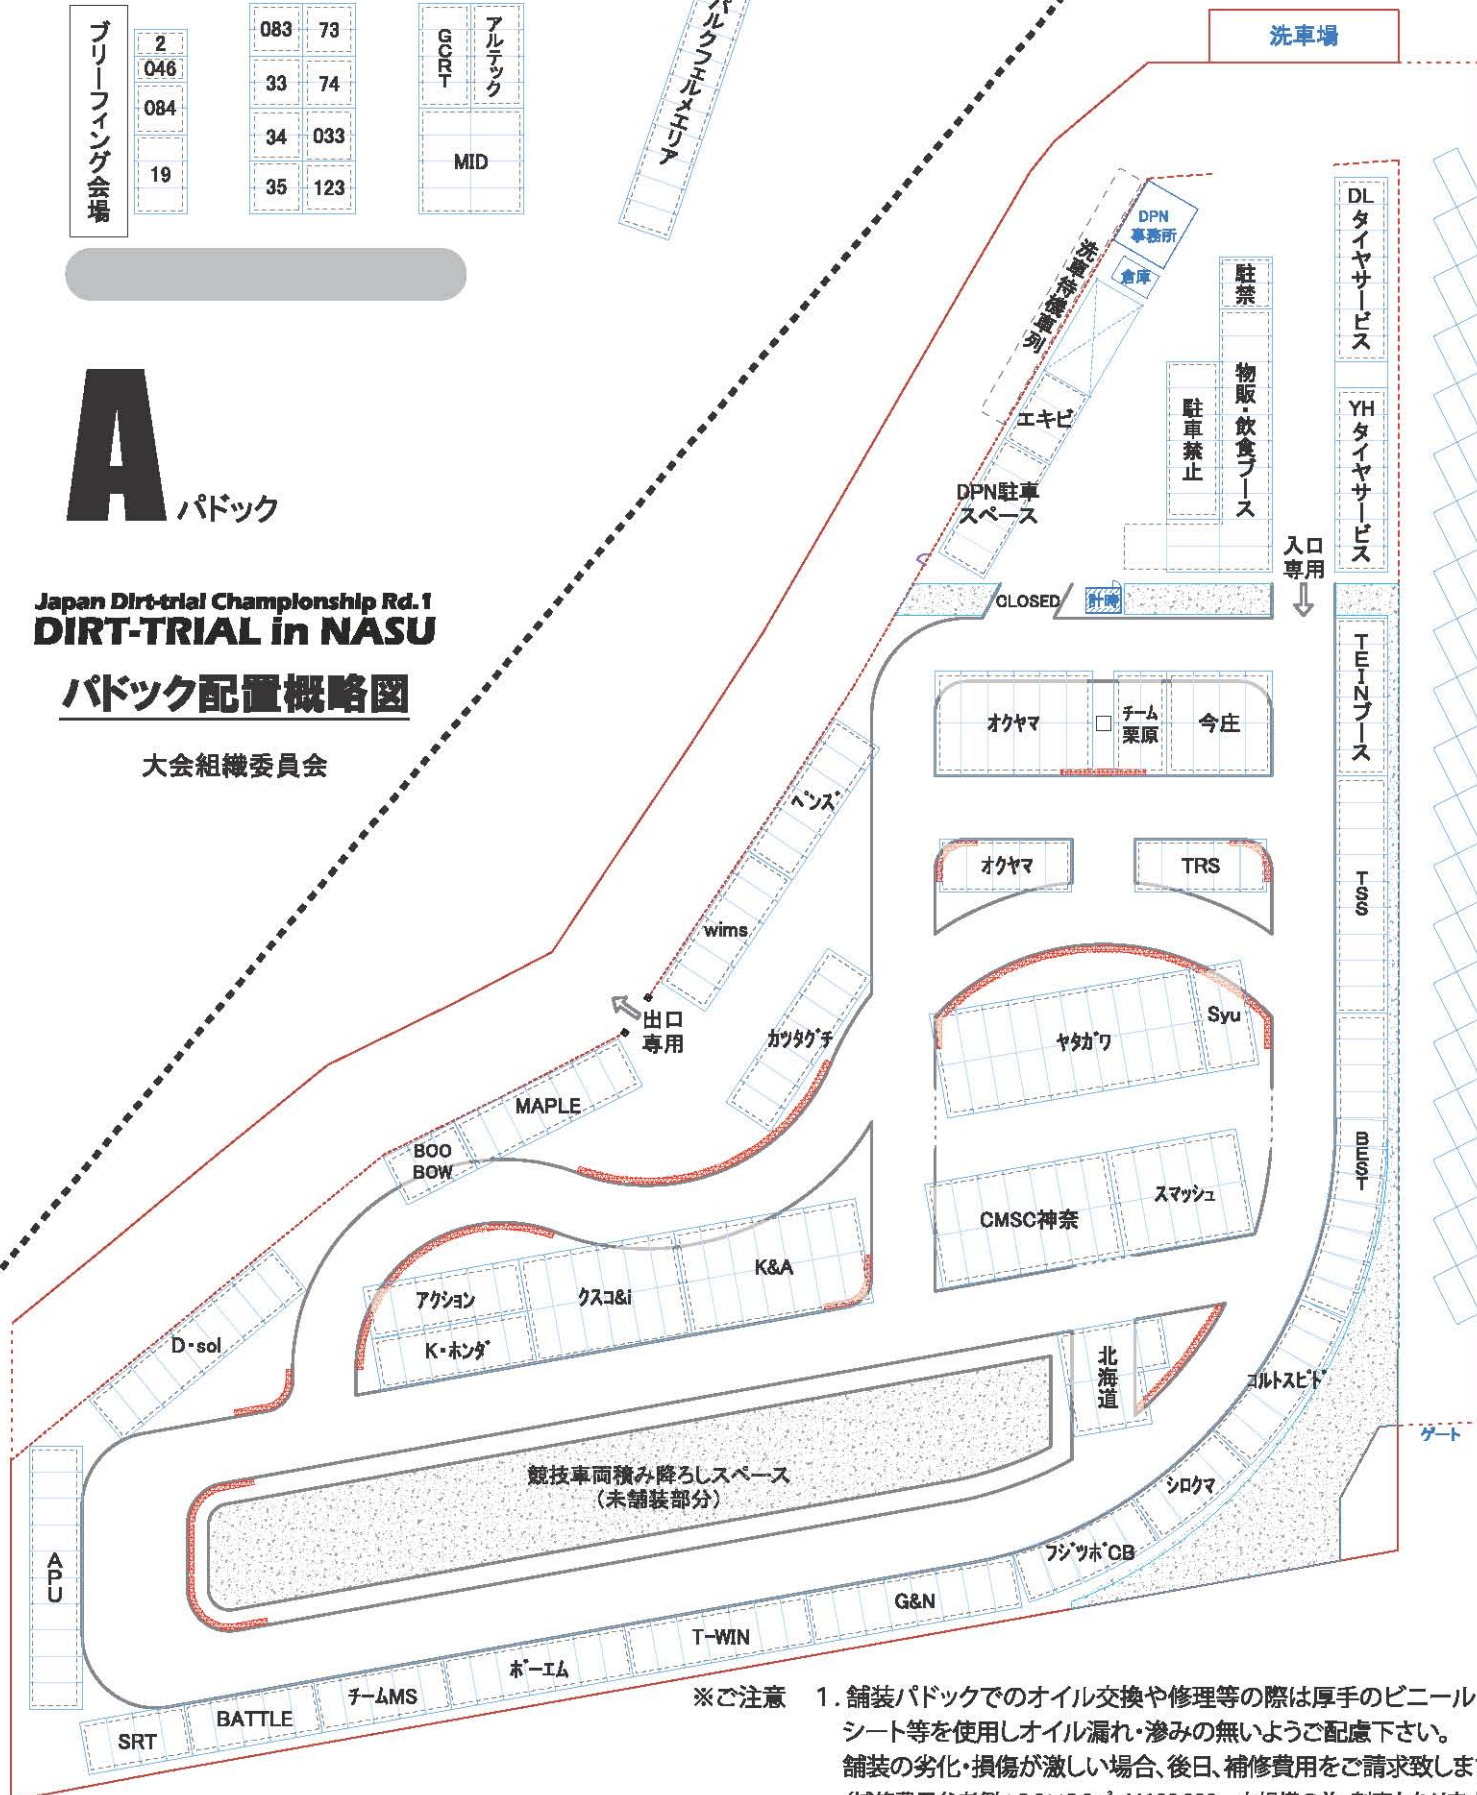 ブリーフィング会場
2
046
084
19
083 73
33 74
34 033
35 123
GCRT
アルテック
MID
パルクフェルメエリア
洗車場
DPN
事務所
倉庫
洗車待機車列
エキピ
DPN駐車
スペース
駐禁
物販・飲食ブース
駐車禁止
DLタイヤサービス
YHタイヤサービス
入口
専用
CLOSED
計時
A パドック
Japan Dirt-trial Championship Rd.1
DIRT-TRIAL in NASU
パドック配置概略図
大会組織委員会
オクヤマ
チーム
栗原
今庄
TEINブース
ベンズ
オクヤマ
TRS
TSS
wims
出口
専用
カツタグチ
ヤタガワ
Syu
MAPLE
BOO
BOW
BEST
CMSC神奈
スマッシュ
K&A
クスコ&i
アクション
K・ホンダ
D・sol
北海道
コルトスピド
ゲート
競技車両積み降ろしスペース
（未舗装部分）
シロクマ
フジツボCB
APU
G&N
T-WIN
ボーエム
チームMS
BATTLE
SRT
※ご注意 1．舗装パドックでのオイル交換や修理等の際は厚手のビニール
シート等を使用しオイル漏れ・滲みの無いようご配慮下さい。
舗装の劣化・損傷が激しい場合、後日、補修費用をご請求致しま